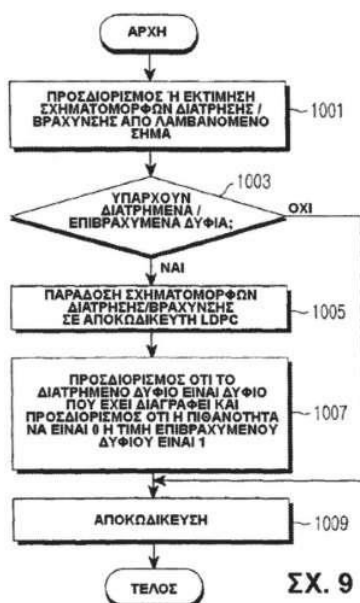 ΑΡΧΗ
ΠΡΟΣΔΙΟΡΙΣΜΟΣ Ή ΕΚΤΙΜΗΣΗ
ΣΧΗΜΑΤΟΜΟΡΦΩΝ ΔΙΑΤΡΗΣΗΣ /
ΒΡΑΧΥΝΣΗΣ ΑΠΟ ΛΑΜΒΑΝΟΜΕΝΟ
ΣΗΜΑ
1001
1003
ΥΠΑΡΧΟΥΝ
ΔΙΑΤΡΗΜΕΝΑ /
ΕΠΙΒΡΑΧΥΜΕΝΑ ΔΥΦΙΑ;
ΟΧΙ
ΝΑΙ
ΠΑΡΑΔΟΣΗ ΣΧΗΜΑΤΟΜΟΡΦΩΝ
ΔΙΑΤΡΗΣΗΣ/ΒΡΑΧΥΝΣΗΣ
ΣΕ ΑΠΟΚΩΔΙΚΕΥΤΗ LDPC
1005
ΠΡΟΣΔΙΟΡΙΣΜΟΣ ΟΤΙ ΤΟ
ΔΙΑΤΡΗΜΕΝΟ ΔΥΦΙΟ ΕΙΝΑΙ ΔΥΦΙΟ
ΠΟΥ ΕΧΕΙ ΔΙΑΓΡΑΦΕΙ ΚΑΙ
ΠΡΟΣΔΙΟΡΙΣΜΟΣ ΟΤΙ Η ΠΙΘΑΝΟΤΗΤΑ
ΝΑ ΕΙΝΑΙ 0 Η ΤΙΜΗ ΕΠΙΒΡΑΧΥΜΕΝΟΥ
ΔΥΦΙΟΥ ΕΙΝΑΙ 1
1007
ΑΠΟΚΩΔΙΚΕΥΣΗ
1009
ΤΕΛΟΣ
ΣΧ. 9